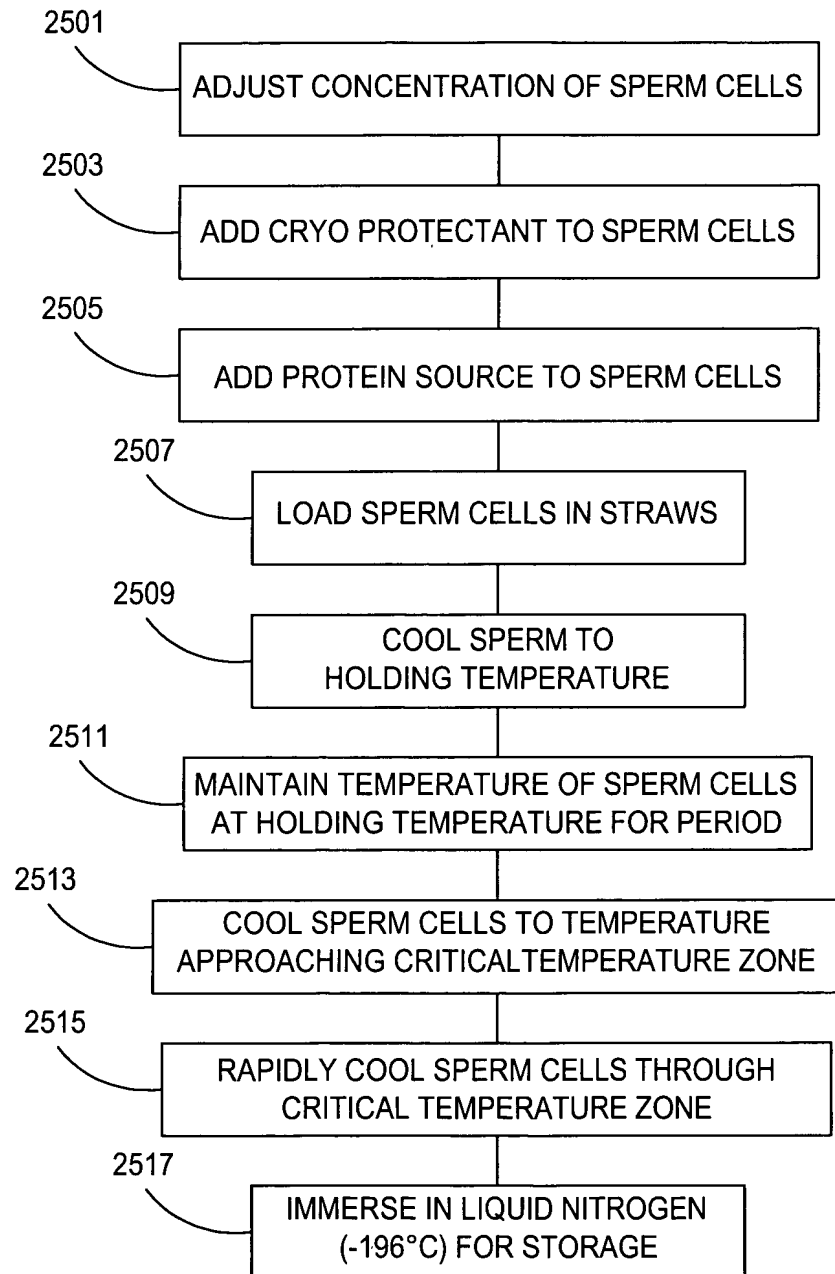 2501
ADJUST CONCENTRATION OF SPERM CELLS
2503
ADD CRYO PROTECTANT TO SPERM CELLS
2505
ADD PROTEIN SOURCE TO SPERM CELLS
2507
LOAD SPERM CELLS IN STRAWS
2509
COOL SPERM TO
HOLDING TEMPERATURE
2511
MAINTAIN TEMPERATURE OF SPERM CELLS
AT HOLDING TEMPERATURE FOR PERIOD
2513
COOL SPERM CELLS TO TEMPERATURE
APPROACHING CRITICALTEMPERATURE ZONE
2515
RAPIDLY COOL SPERM CELLS THROUGH
CRITICAL TEMPERATURE ZONE
2517
IMMERSE IN LIQUID NITROGEN
(-196°C) FOR STORAGE